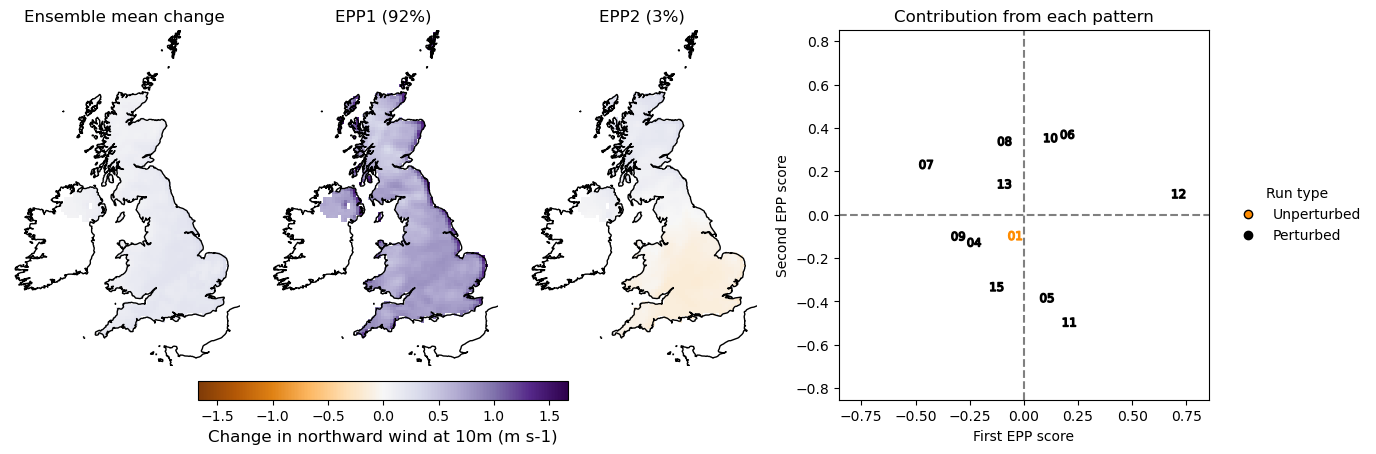 Ensemble mean change
EPP1 (92%)
EPP2 (3%)
−1.5 −1.0 −0.5 0.0 0.5 1.0 1.5
Change in northward wind at 10m (m s-1)
Contribution from each pattern
Second EPP score
0.8
0.6
0.4
0.2
0.0
−0.2
−0.4
−0.6
−0.8
08
10
06
07
13
12
09
04
01
15
05
11
−0.75 −0.50 −0.25 0.00 0.25 0.50 0.75
First EPP score
Run type
Unperturbed
Perturbed